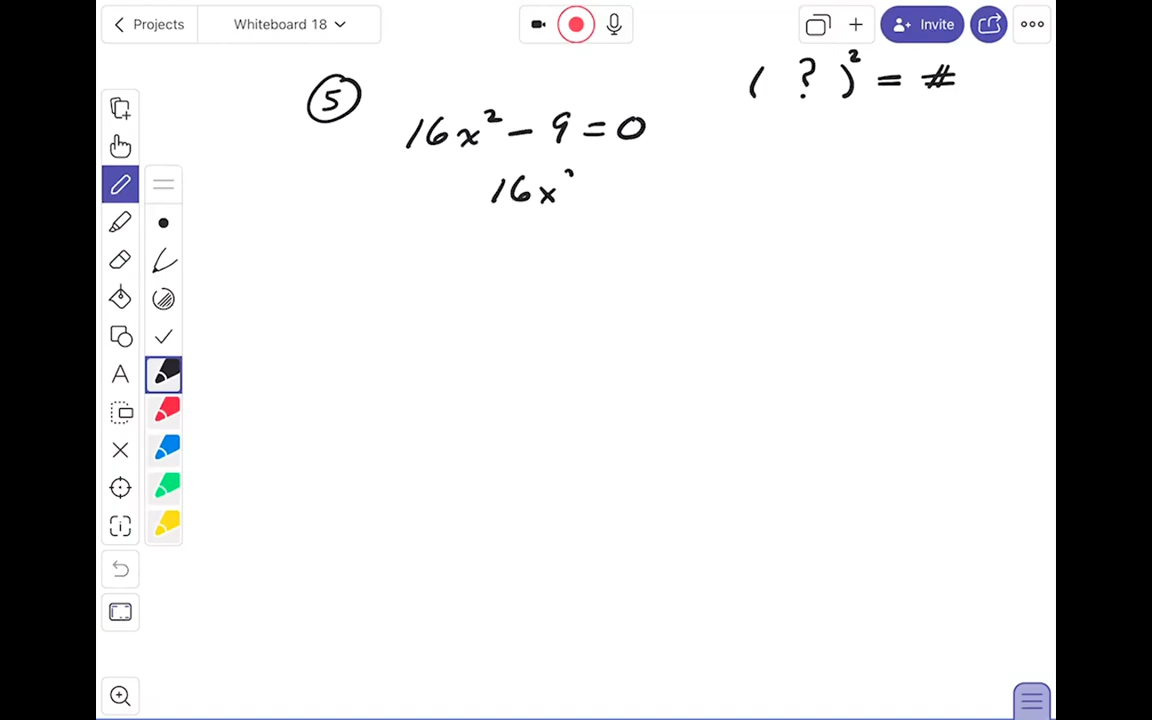 Projects
Whiteboard 18
Invite
( ? )² = #
⑤
16x² - 9 = 0
16x²
A